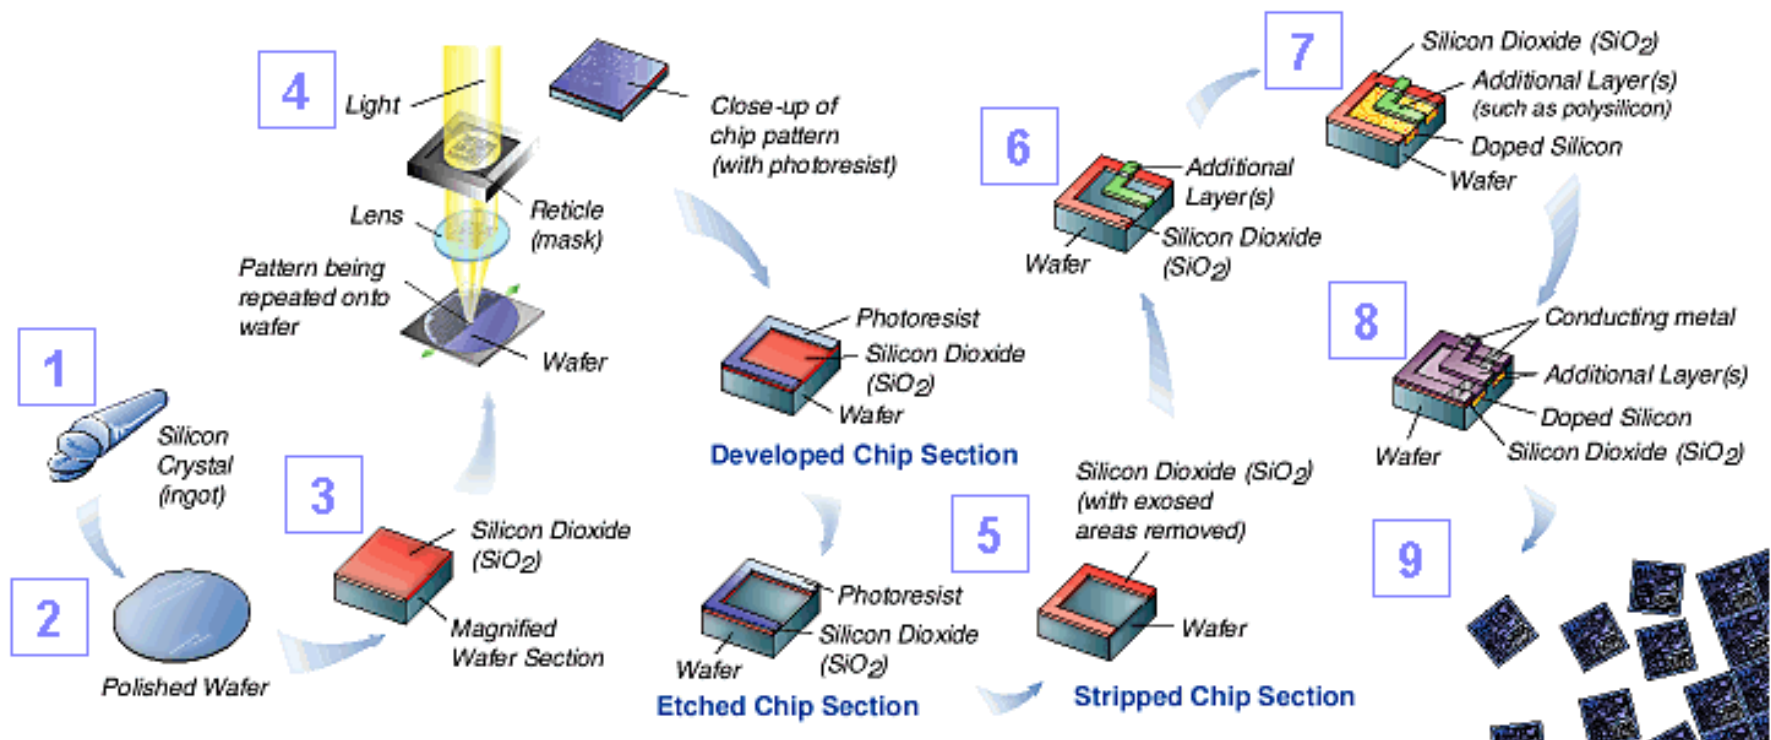 1
Silicon
Crystal
(ingot)
2
Polished Wafer
3
Silicon Dioxide
(SiO2)
Magnified
Wafer Section
4
Light
Reticle
(mask)
Lens
Pattern being
repeated onto
wafer
Wafer
Close-up of
chip pattern
(with photoresist)
Photoresist
Silicon Dioxide
(SiO2)
Wafer
Developed Chip Section
Photoresist
Silicon Dioxide
(SiO2)
Wafer
Etched Chip Section
5
Silicon Dioxide (SiO2)
(with exosed
areas removed)
Wafer
Stripped Chip Section
6
Additional
Layer(s)
Silicon Dioxide
(SiO2)
Wafer
7
Silicon Dioxide (SiO2)
Additional Layer(s)
(such as polysilicon)
Doped Silicon
Wafer
8
Conducting metal
Additional Layer(s)
Doped Silicon
Silicon Dioxide (SiO2)
Wafer
9